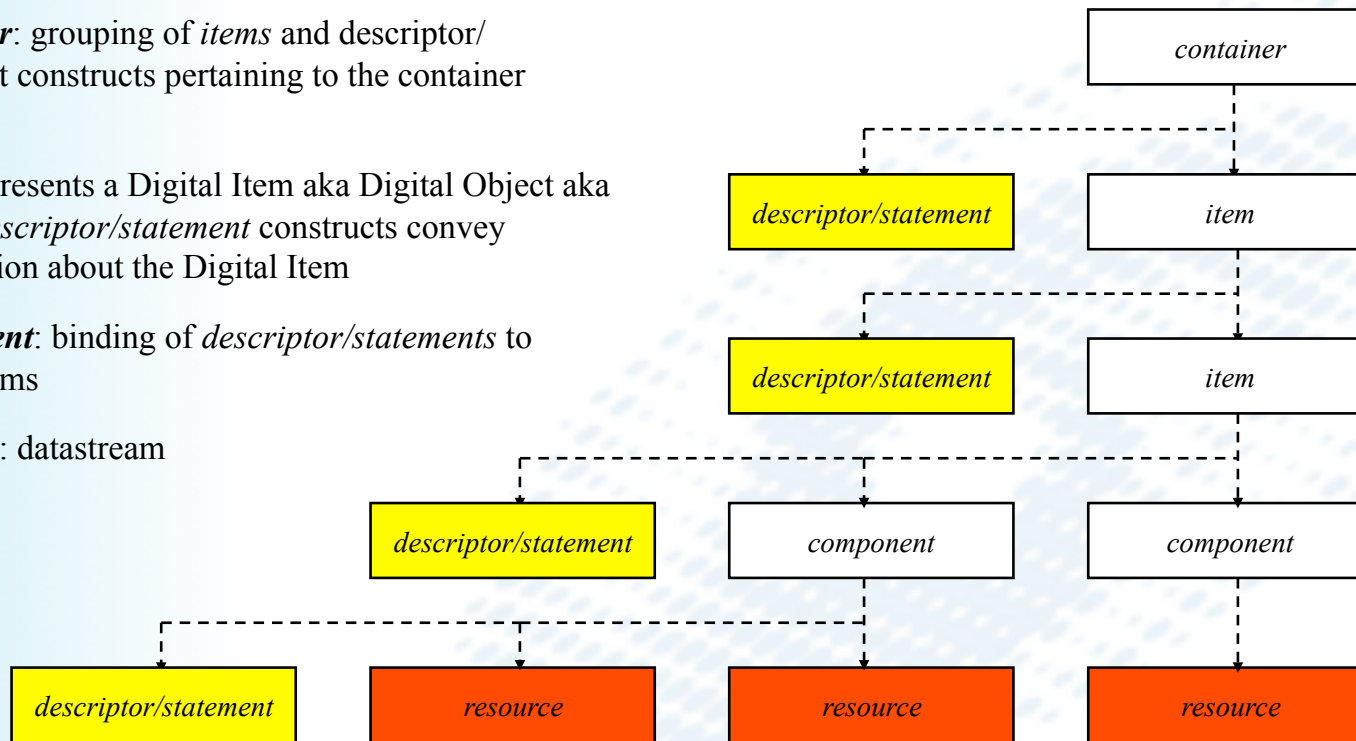 r: grouping of items and descriptor/
t constructs pertaining to the container
resents a Digital Item aka Digital Object aka
scriptor/statement constructs convey
ion about the Digital Item
ent: binding of descriptor/statements to
ms
: datastream
container
descriptor/statement
item
descriptor/statement
item
descriptor/statement
component
component
descriptor/statement
resource
resource
resource